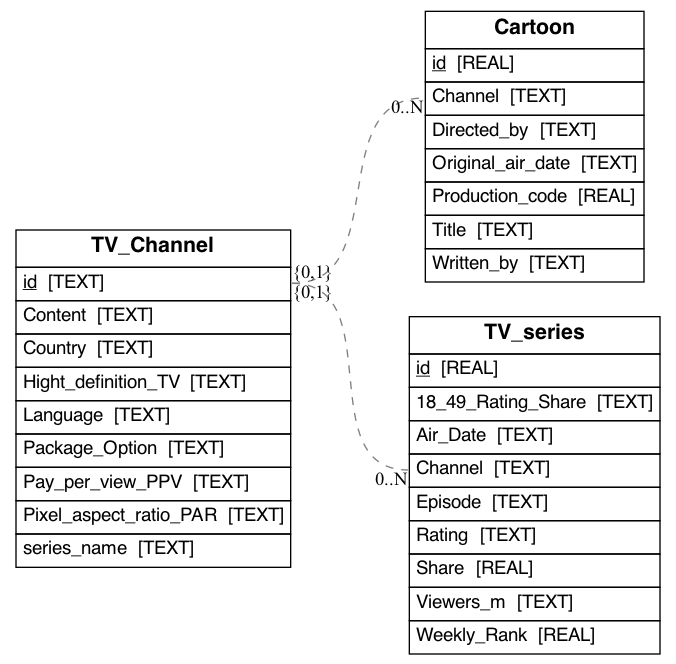 Cartoon
id [REAL]
Channel [TEXT]
Directed_by [TEXT]
Original_air_date [TEXT]
Production_code [REAL]
Title [TEXT]
Written_by [TEXT]
0..N
TV_Channel
id [TEXT]
Content [TEXT]
Country [TEXT]
Hight_definition_TV [TEXT]
Language [TEXT]
Package_Option [TEXT]
Pay_per_view_PPV [TEXT]
Pixel_aspect_ratio_PAR [TEXT]
series_name [TEXT]
{0,1}
{0,1}
TV_series
id [REAL]
18_49_Rating_Share [TEXT]
Air_Date [TEXT]
Channel [TEXT]
Episode [TEXT]
Rating [TEXT]
Share [REAL]
Viewers_m [TEXT]
Weekly_Rank [REAL]
0..N